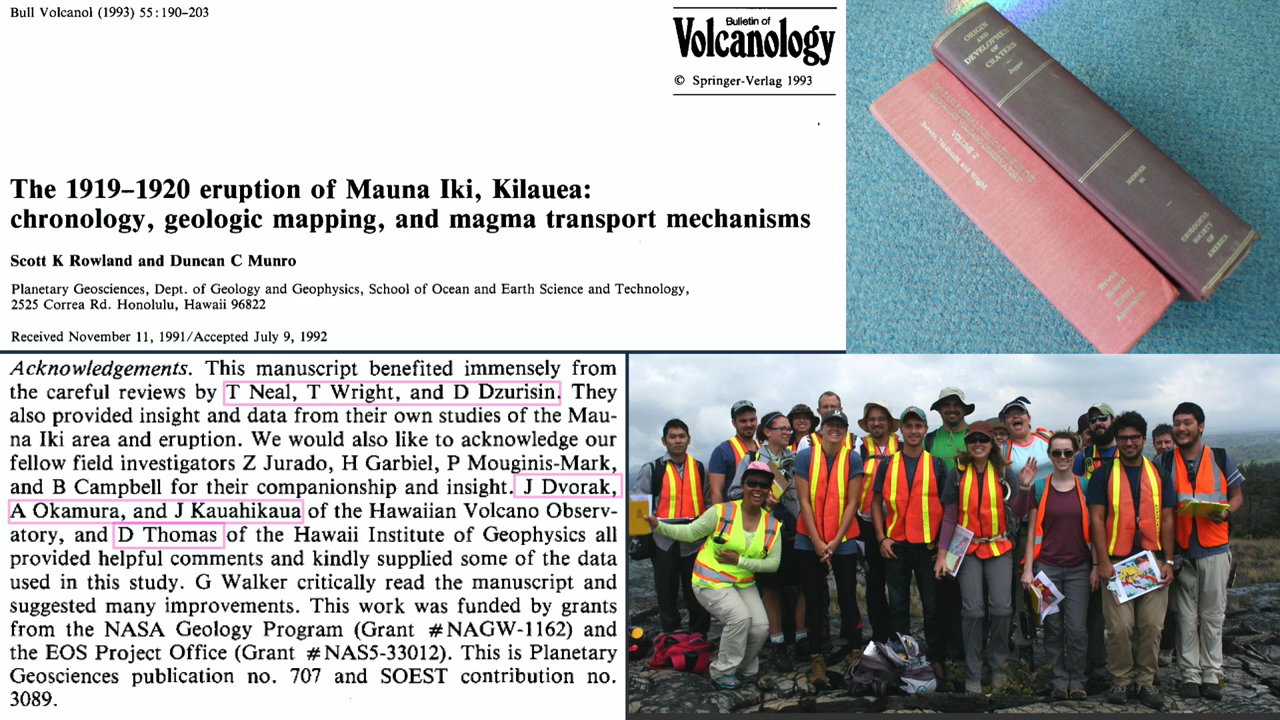 Bull Volcanol (1993) 55:190–203
Bulletin of
Volcanology
© Springer-Verlag 1993
The 1919–1920 eruption of Mauna Iki, Kilauea:
chronology, geologic mapping, and magma transport mechanisms
Scott K Rowland and Duncan C Munro
Planetary Geosciences, Dept. of Geology and Geophysics, School of Ocean and Earth Science and Technology,
2525 Correa Rd. Honolulu, Hawaii 96822
Received November 11, 1991/Accepted July 9, 1992
ORIGIN
AND
DEVELOPMENT
OF
CRATERS
Jaggar
MEMOIR
GEOLOGICAL
SOCIETY
OF
AMERICA
VOLUME 2
Hawaii
Natural
History
Association
Acknowledgements. This manuscript benefited immensely from
the careful reviews by T Neal, T Wright, and D Dzurisin. They
also provided insight and data from their own studies of the Mau-
na Iki area and eruption. We would also like to acknowledge our
fellow field investigators Z Jurado, H Garbiel, P Mouginis-Mark,
and B Campbell for their companionship and insight. J Dvorak,
A Okamura, and J Kauahikaua of the Hawaiian Volcano Observ-
atory, and D Thomas of the Hawaii Institute of Geophysics all
provided helpful comments and kindly supplied some of the data
used in this study. G Walker critically read the manuscript and
suggested many improvements. This work was funded by grants
from the NASA Geology Program (Grant #NAGW-1162) and
the EOS Project Office (Grant #NAS5-33012). This is Planetary
Geosciences publication no. 707 and SOEST contribution no.
3089.